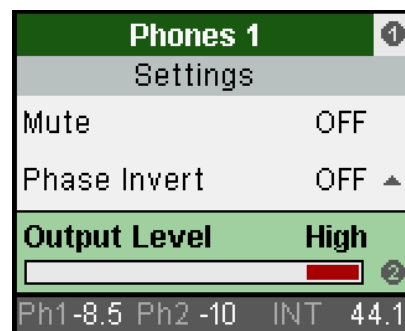 Phones 1 1
Settings
Mute OFF
Phase Invert OFF
Output Level High
2
Ph1 -8.5 Ph2 -10 INT 44.1